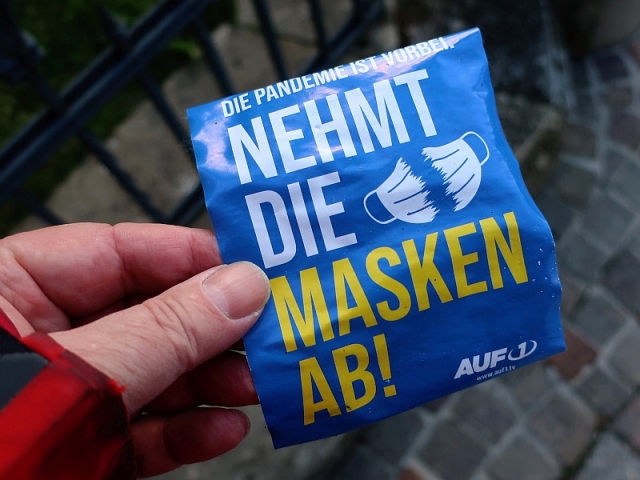 DIE PANDEMIE IST VORBEI.
NEHMT
DIE
MASKEN
AB!
AUF1
www.auf1.tv